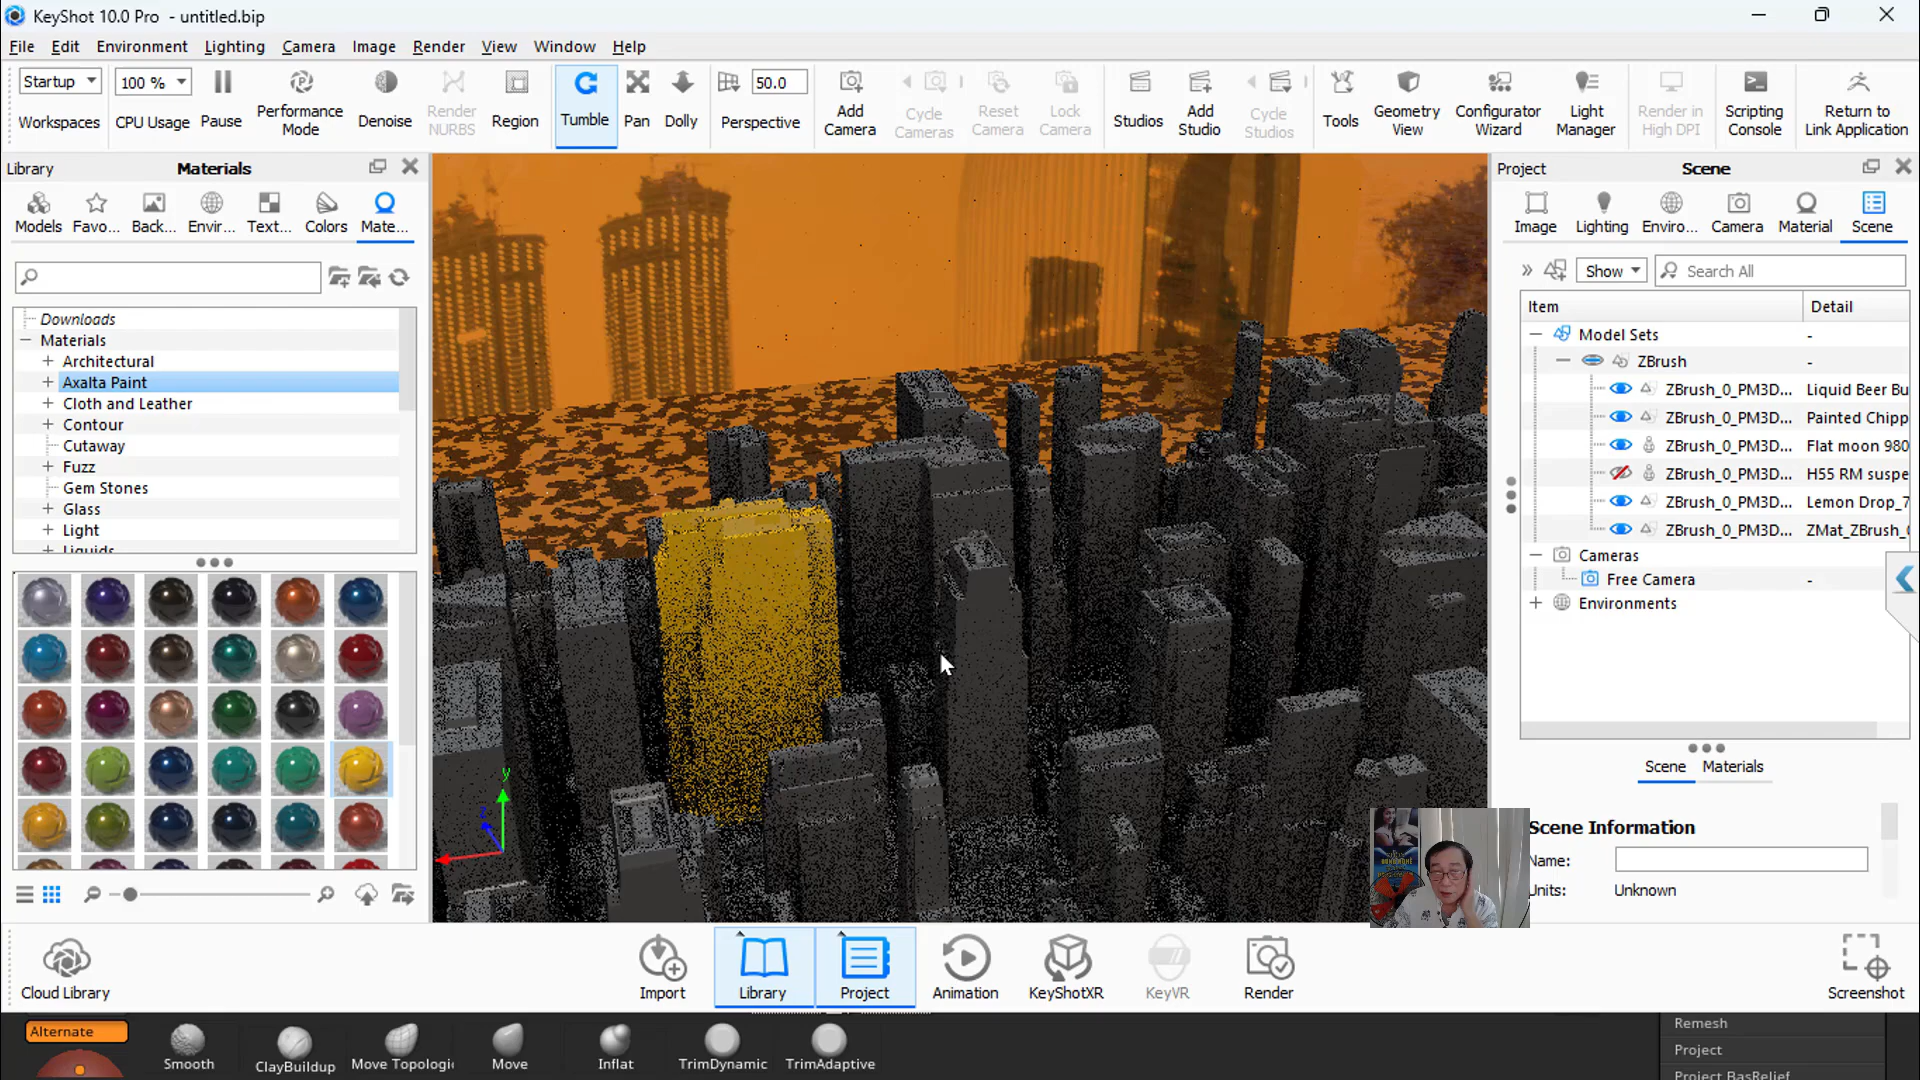 KeyShot 10.0 Pro - untitled.bip
File Edit Environment Lighting Camera Image Render View Window Help
Startup 100 % 50.0
Workspaces CPU Usage Pause Performance Mode Denoise Render NURBS Region Tumble Pan Dolly Perspective Add Camera Cycle Cameras Reset Camera Lock Camera Studios Add Studio Cycle Studios Tools Geometry View Configurator Wizard Light Manager Render in High DPI Scripting Console Return to Link Application
Library Materials
Models Favo... Back... Envir... Text... Colors Mate...
Downloads
Materials
Architectural
Axalta Paint
Cloth and Leather
Contour
Cutaway
Fuzz
Gem Stones
Glass
Light
Liquids
Project Scene
Image Lighting Enviro... Camera Material Scene
Show Search All
Item Detail
Model Sets -
ZBrush -
ZBrush_0_PM3D... Liquid Beer Bu
ZBrush_0_PM3D... Painted Chipp
ZBrush_0_PM3D... Flat moon 980
ZBrush_0_PM3D... H55 RM suspe
ZBrush_0_PM3D... Lemon Drop_7
ZBrush_0_PM3D... ZMat_ZBrush_
Cameras
Free Camera -
Environments
Scene Materials
Scene Information
Name:
Units: Unknown
y
Cloud Library Import Library Project Animation KeyShotXR KeyVR Render Screenshot
Alternate
Smooth ClayBuildup Move Topologic Move Inflat TrimDynamic TrimAdaptive
Remesh
Project
Project BasRelief